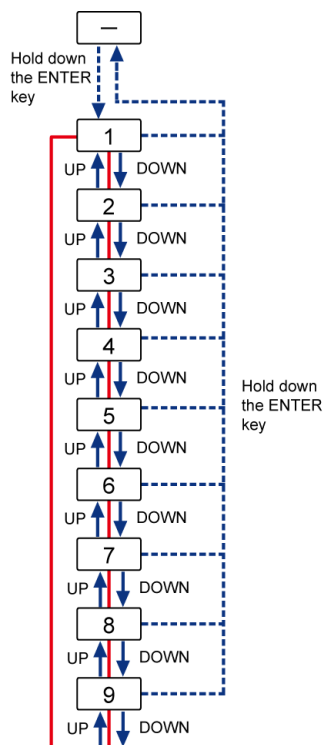 –
Hold down
the ENTER
key
1
UP DOWN
2
UP DOWN
3
UP DOWN
4
UP DOWN
5
UP DOWN
6
UP DOWN
7
UP DOWN
8
UP DOWN
9
UP DOWN
Hold down
the ENTER
key